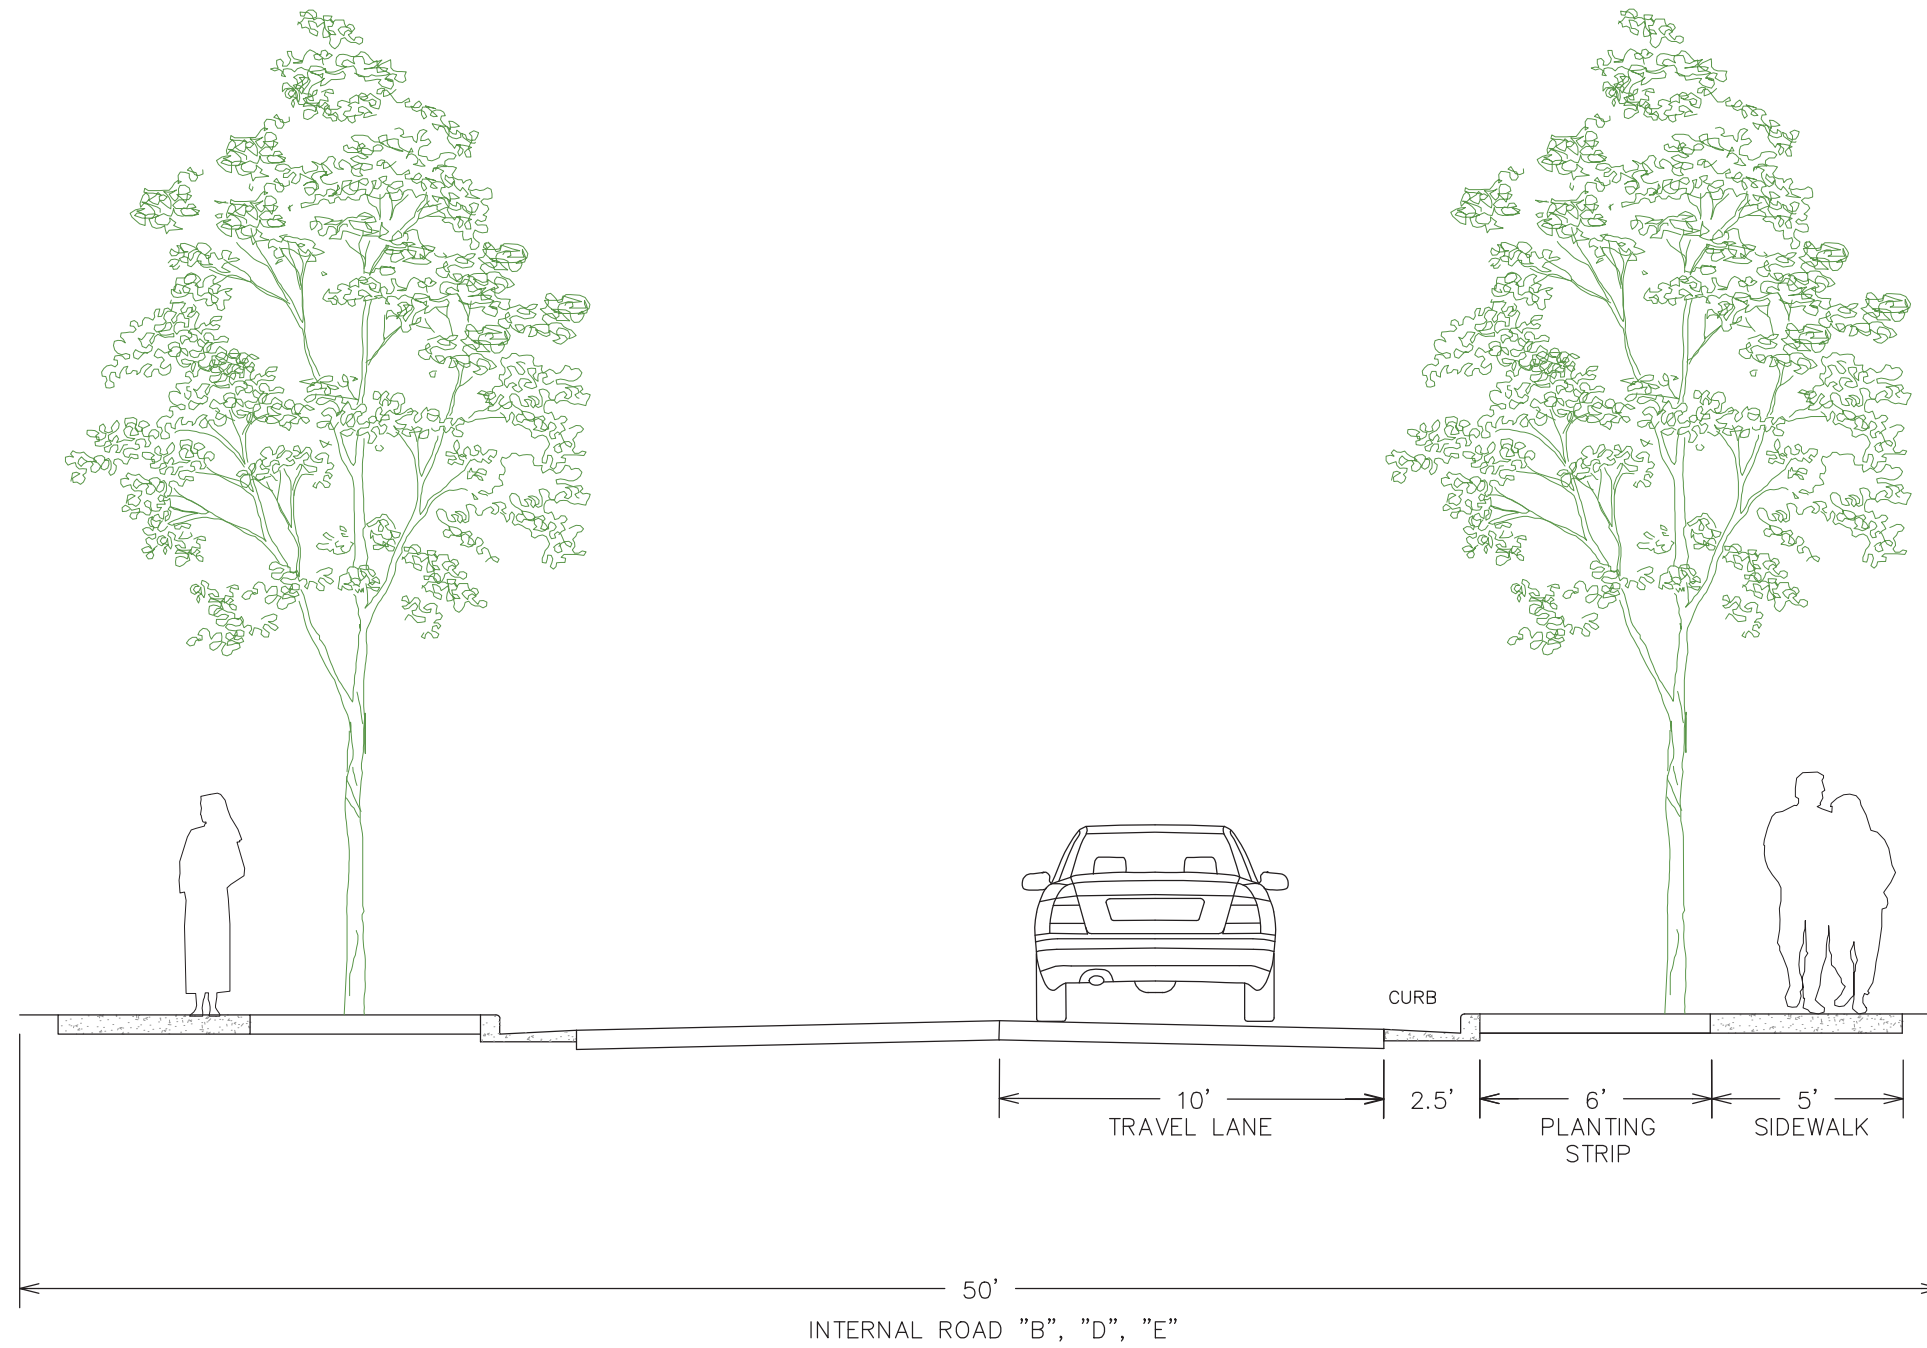 CURB
10’ 2.5’ 6’ 5’
TRAVEL LANE PLANTING SIDEWALK
STRIP
50’
INTERNAL ROAD ”B”, ”D”, ”E”